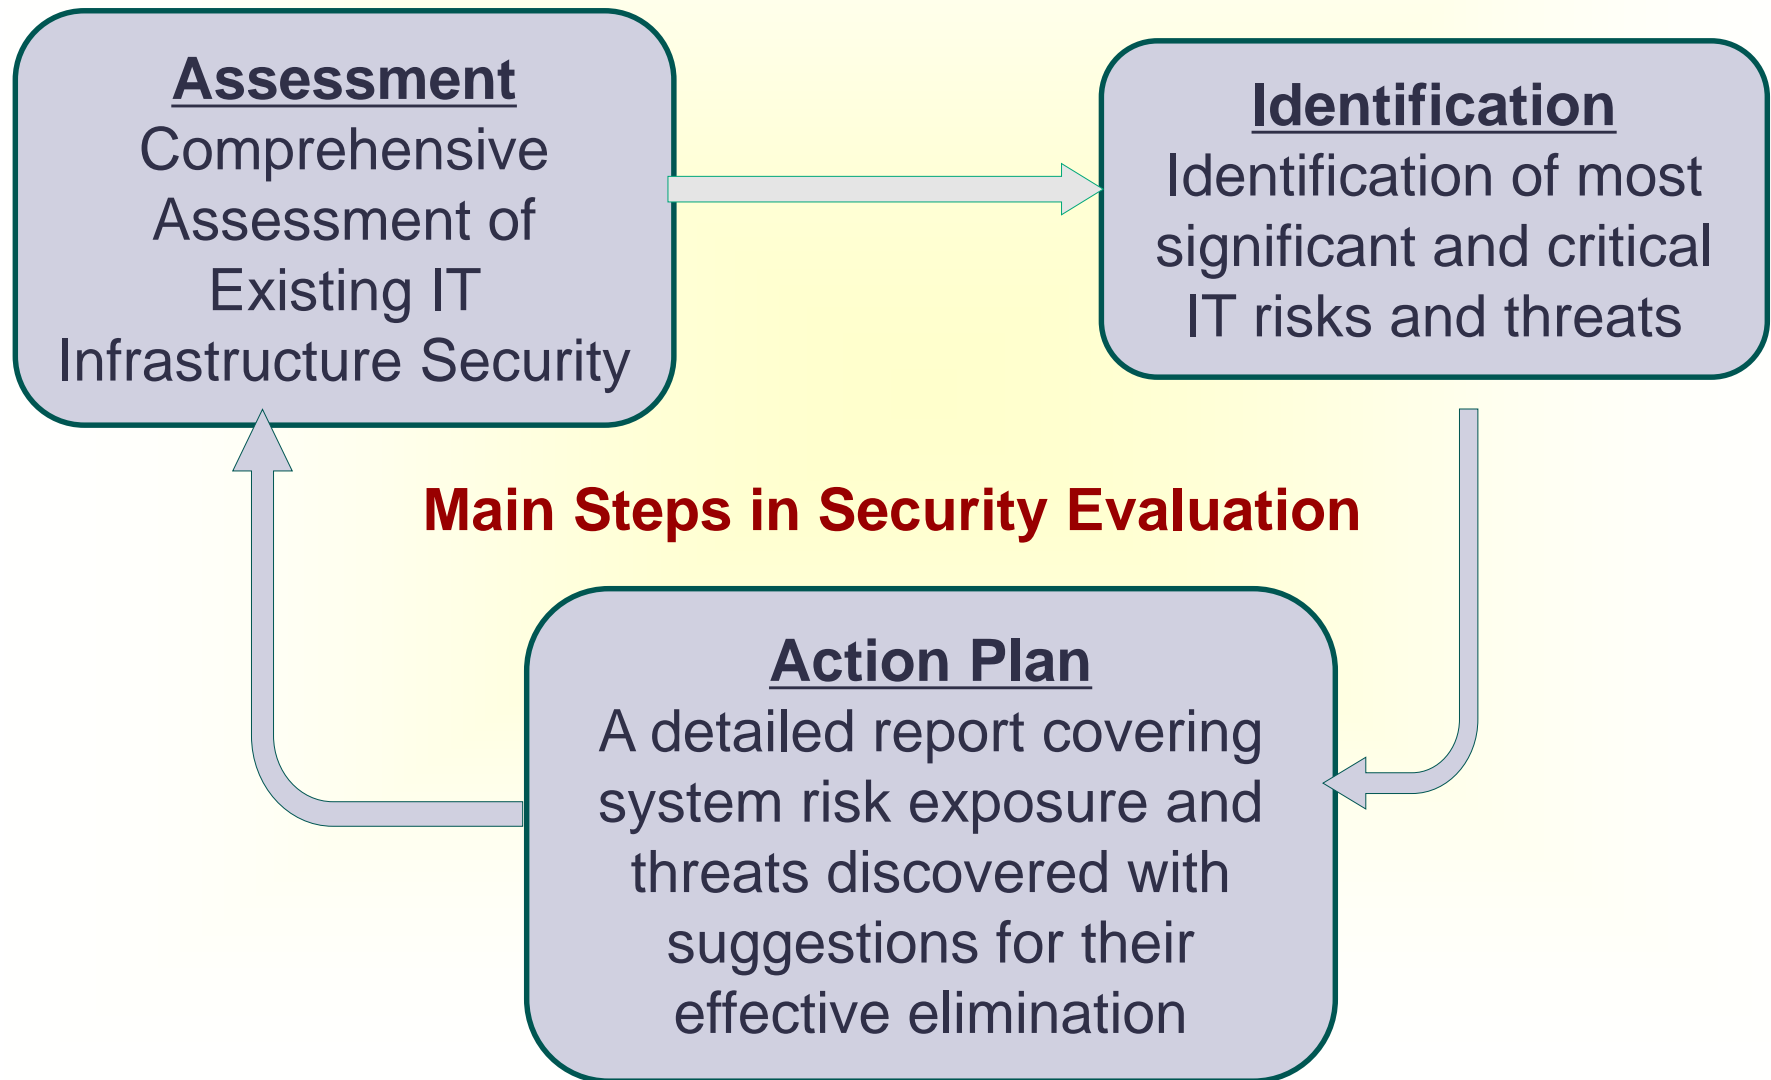 Assessment
Comprehensive
Assessment of
Existing IT
Infrastructure Security
Identification
Identification of most
significant and critical
IT risks and threats
Main Steps in Security Evaluation
Action Plan
A detailed report covering
system risk exposure and
threats discovered with
suggestions for their
effective elimination